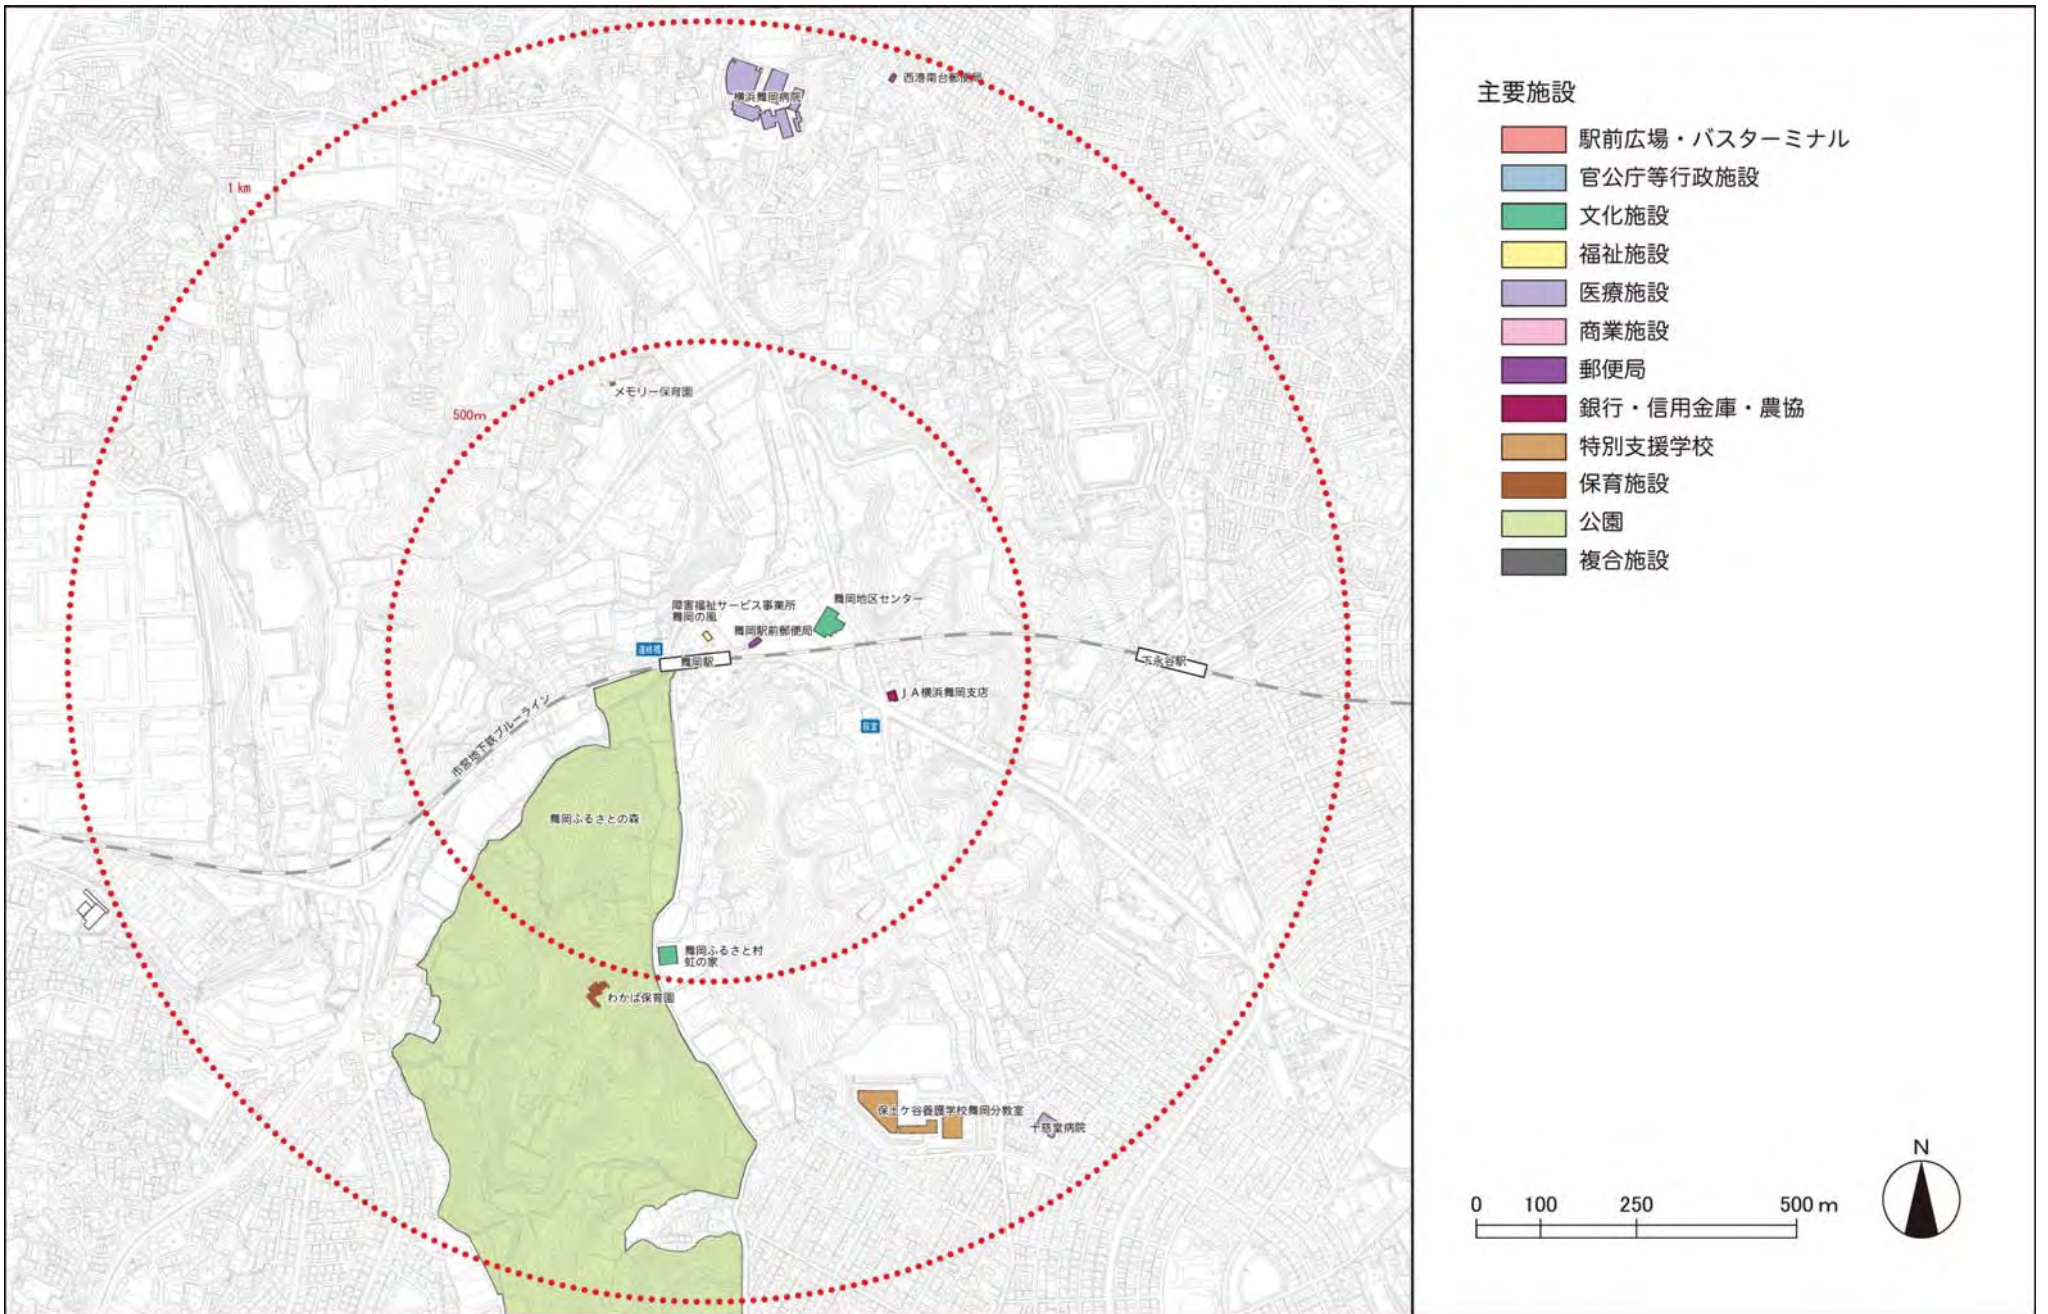 西港南台郵便局
横浜舞岡病院
1 km
メモリー保育園
500m
障害福祉サービス事業所
舞岡の風
舞岡地区センター
舞岡駅前郵便局
舞岡駅
下永谷駅
JA横浜舞岡支店
桜堂
市営地下鉄ブルーライン
舞岡ふるさとの森
舞岡ふるさと村
虹の家
わかば保育園
保土ケ谷養護学校舞岡分教室
主要施設
駅前広場・バスターミナル
官公庁等行政施設
文化施設
福祉施設
医療施設
商業施設
郵便局
銀行・信用金庫・農協
特別支援学校
保育施設
公園
複合施設
N
0 100 250 500 m